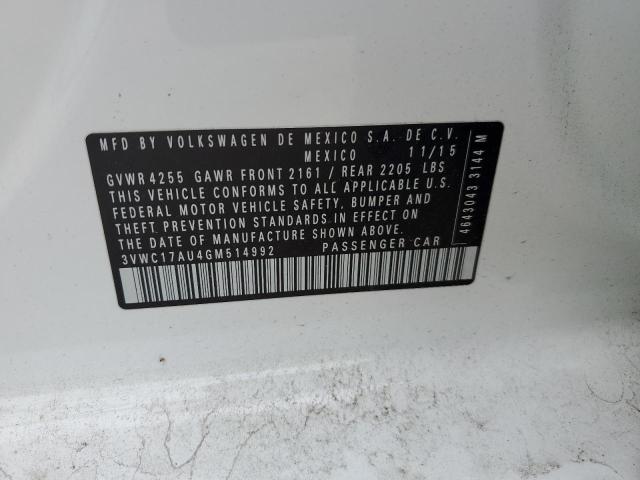 MFD BY VOLKSWAGEN DE MEXICO S.A. DE C.V.
MEXICO 11/15
GVWR 4255 GAWR FRONT 2161 / REAR 2205 LBS
THIS VEHICLE CONFORMS TO ALL APPLICABLE U.S.
FEDERAL MOTOR VEHICLE SAFETY, BUMPER AND
THEFT PREVENTION STANDARDS IN EFFECT ON
THE DATE OF MANUFACTURE SHOWN ABOVE.
3VWC17AU4GM514992 PASSENGER CAR
4643043 3144 M